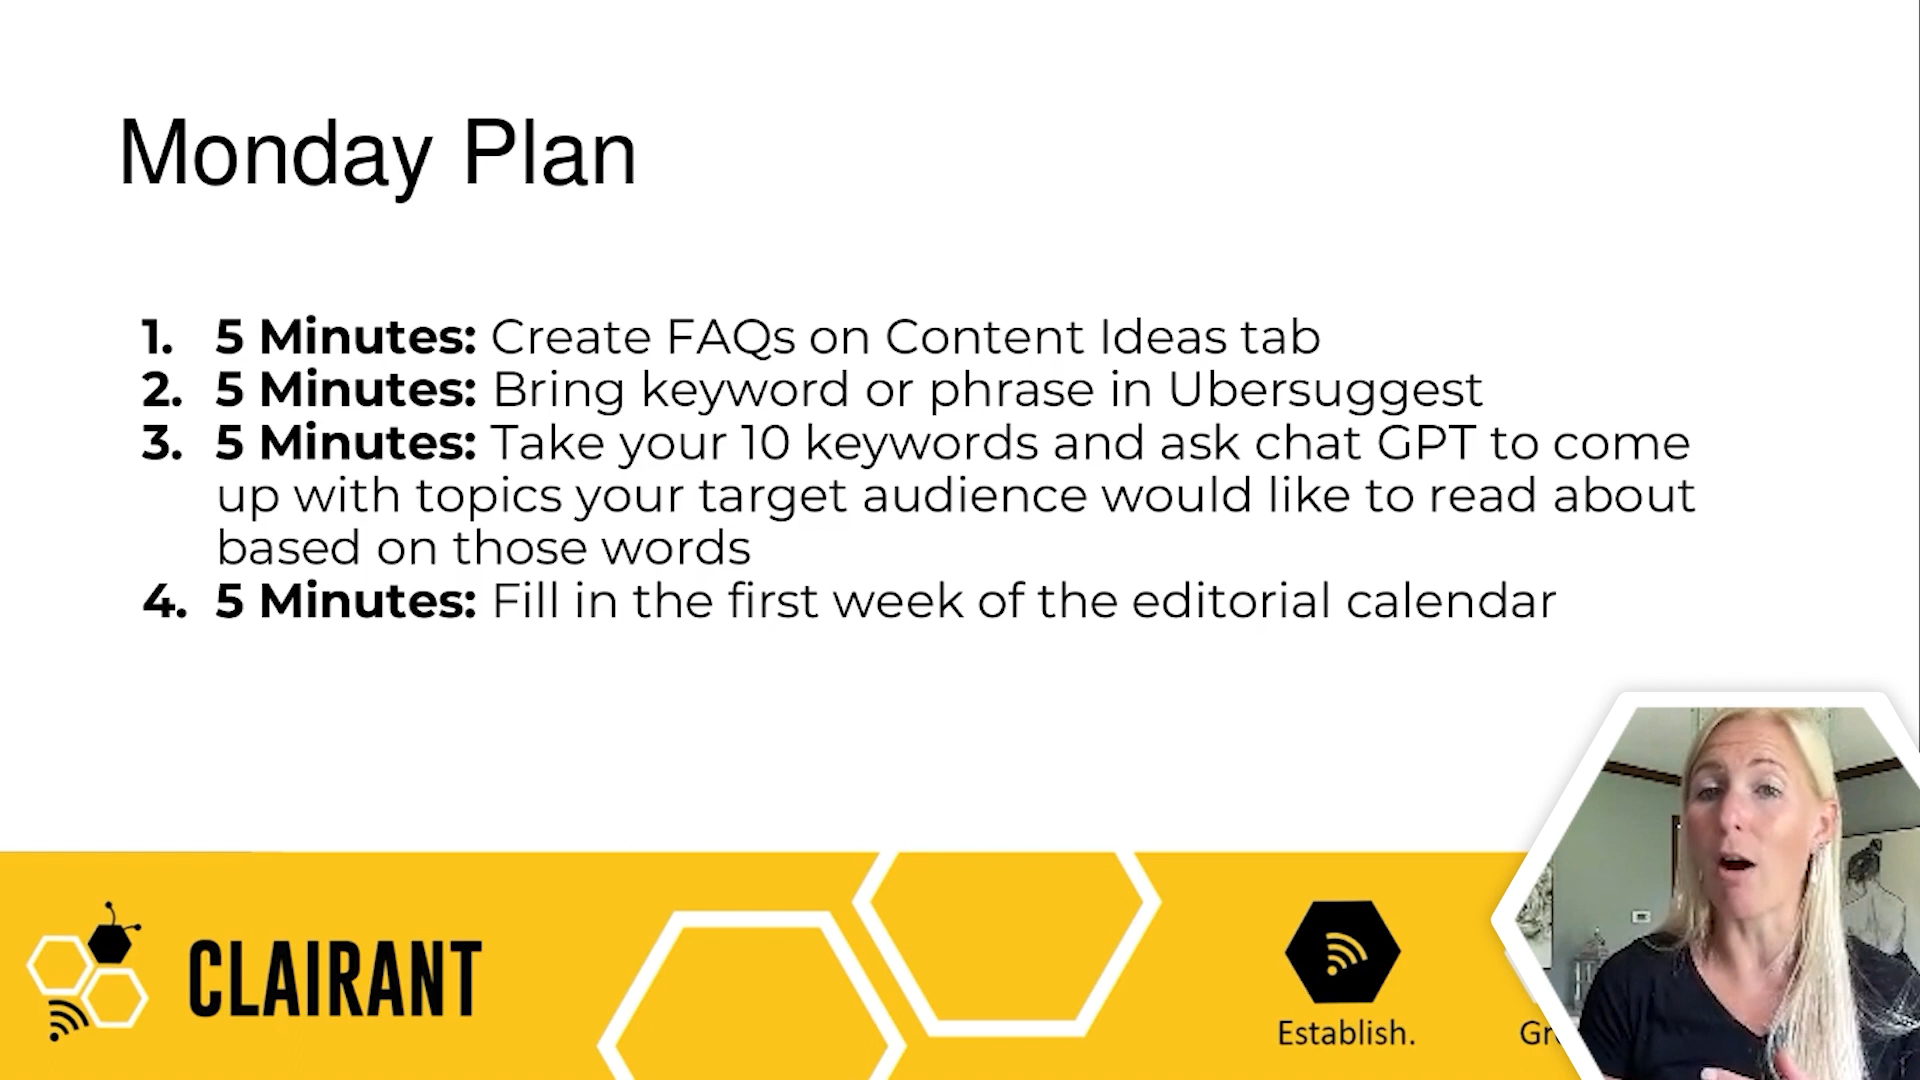 Monday Plan
1. 5 Minutes: Create FAQs on Content Ideas tab
2. 5 Minutes: Bring keyword or phrase in Ubersuggest
3. 5 Minutes: Take your 10 keywords and ask chat GPT to come
up with topics your target audience would like to read about
based on those words
4. 5 Minutes: Fill in the first week of the editorial calendar
CLAIRANT
Establish.